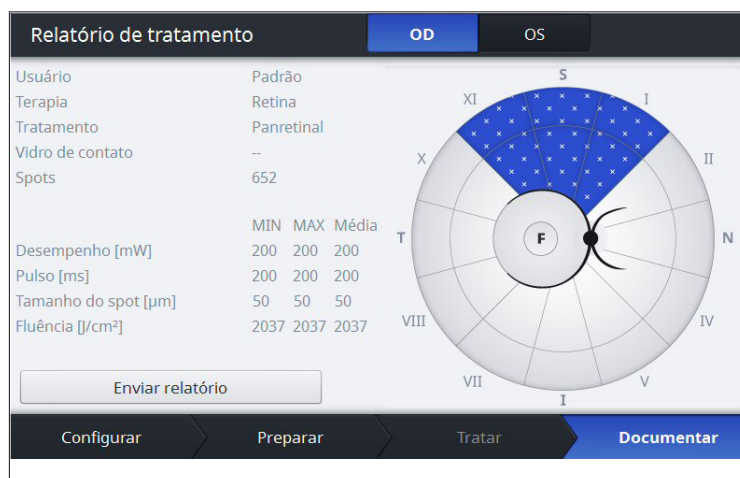 Relatório de tratamento OD OS
Usuário Padrão
Terapia Retina
Tratamento Panretinal
Vidro de contato --
Spots 652
MIN MAX Média
Desempenho [mW] 200 200 200
Pulso [ms] 200 200 200
Tamanho do spot [µm] 50 50 50
Fluência [J/cm²] 2037 2037 2037
Enviar relatório
S
XI I
X II
T F N
VIII IV
VII V
I
Configurar Preparar Tratar Documentar